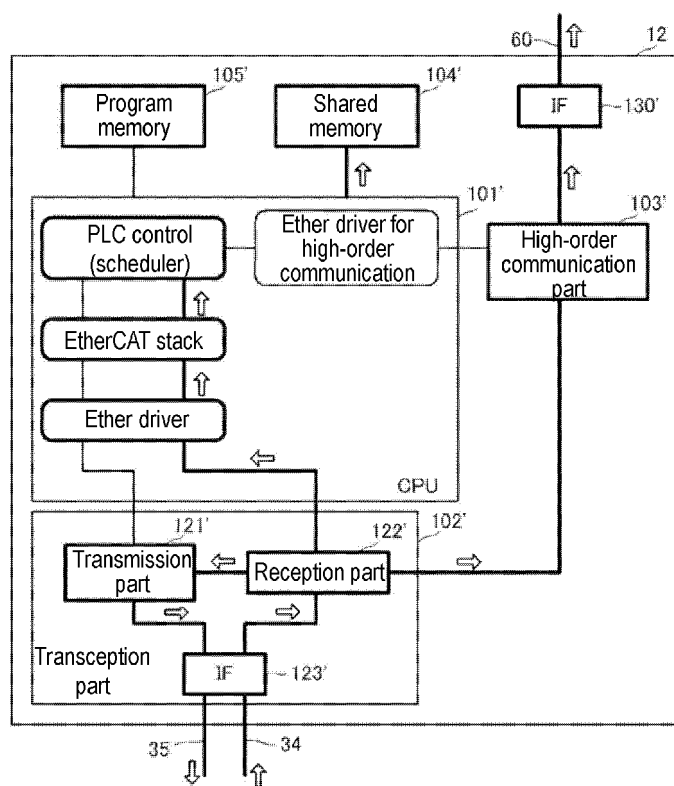 60
12
105'
104'
Program
memory
Shared
memory
IF
130'
101'
103'
PLC control
(scheduler)
Ether driver for
high-order
communication
High-order
communication
part
EtherCAT stack
Ether driver
CPU
121'
122'
102'
Transmission
part
Reception part
Transception
part
IF
123'
35
34